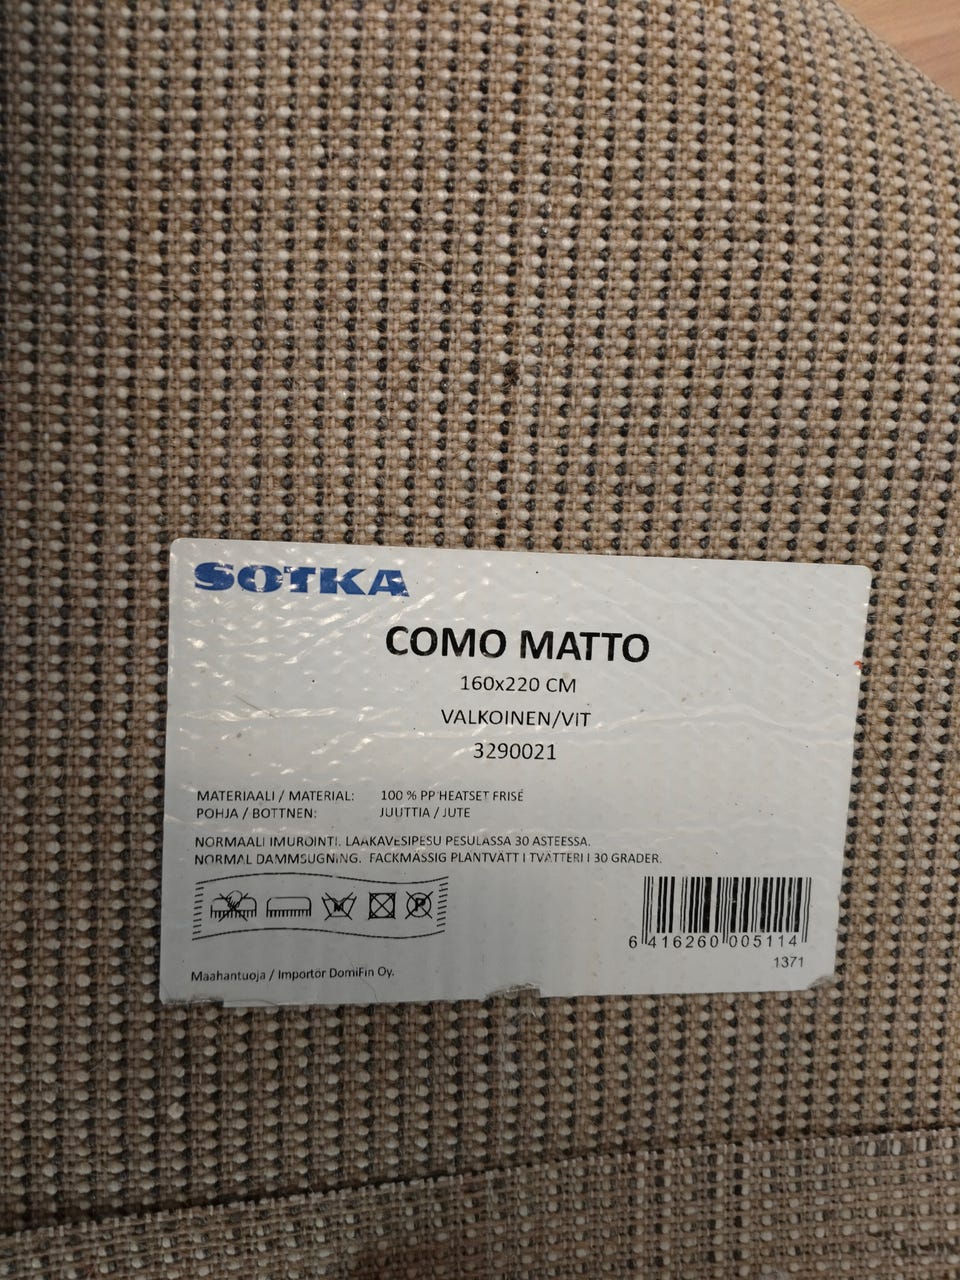 SOTKA
COMO MATTO
160x220 CM
VALKOINEN/VIT
3290021
MATERIAALI / MATERIAL: 100 % PP HEATSET FRISÉ
POHJA / BOTTNEN: JUUTTIA / JUTE
NORMAALI IMUROINTI. LAAKAVESIPESU PESULASSA 30 ASTEESSA.
NORMAL DAMMSUGNING. FACKMÄSSIG PLANTVÄTT I TVÄTTERI I 30 GRADER.
P
6 416260 005114
1371
Maahantuoja / Importör DomiFin Oy.